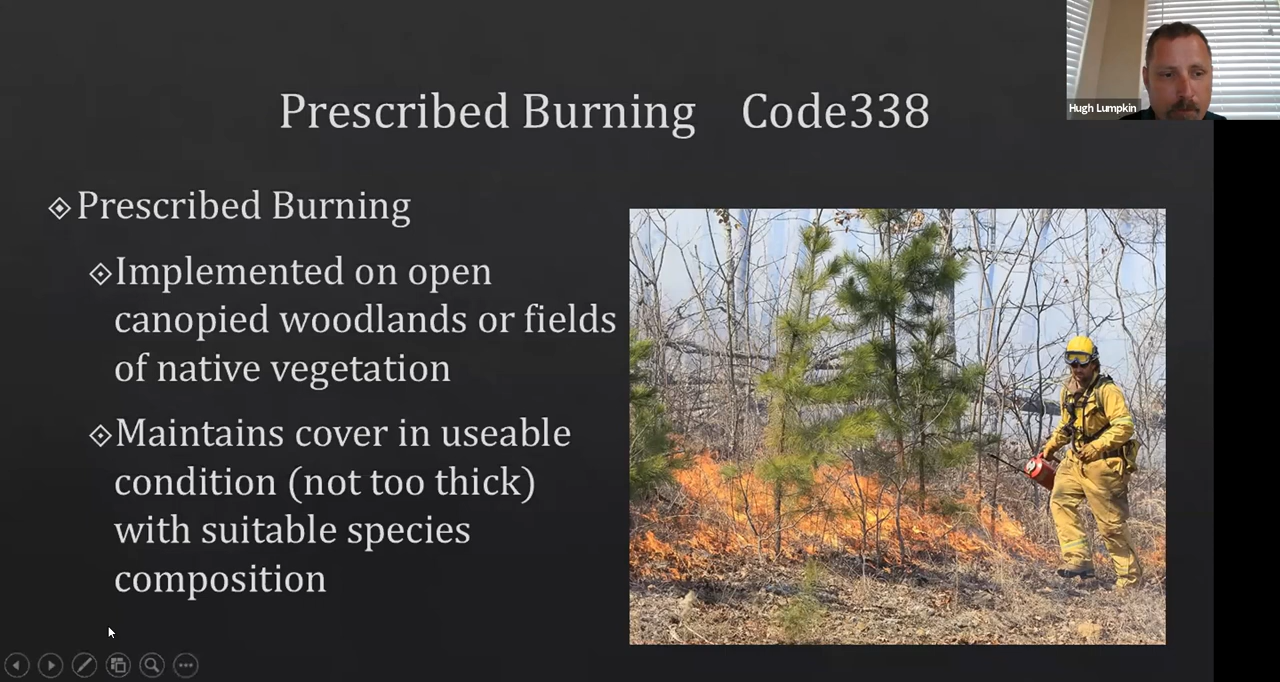 Prescribed Burning Code338
Hugh Lumpkin
Prescribed Burning
Implemented on open
canopied woodlands or fields
of native vegetation
Maintains cover in useable
condition (not too thick)
with suitable species
composition